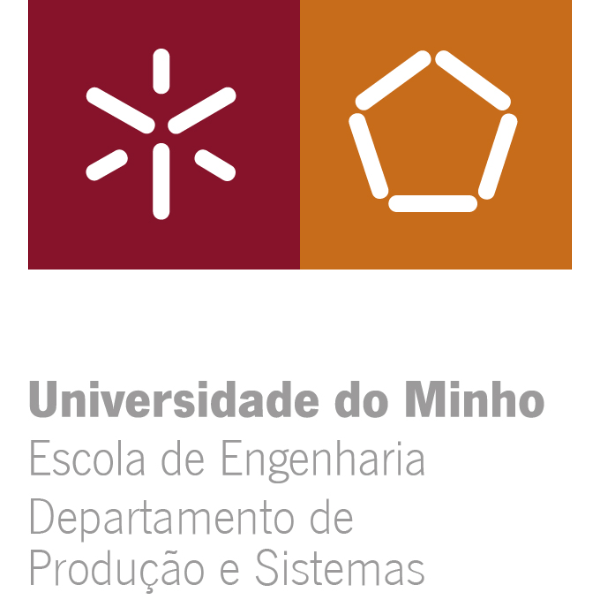 Universidade do Minho
Escola de Engenharia
Departamento de
Produção e Sistemas